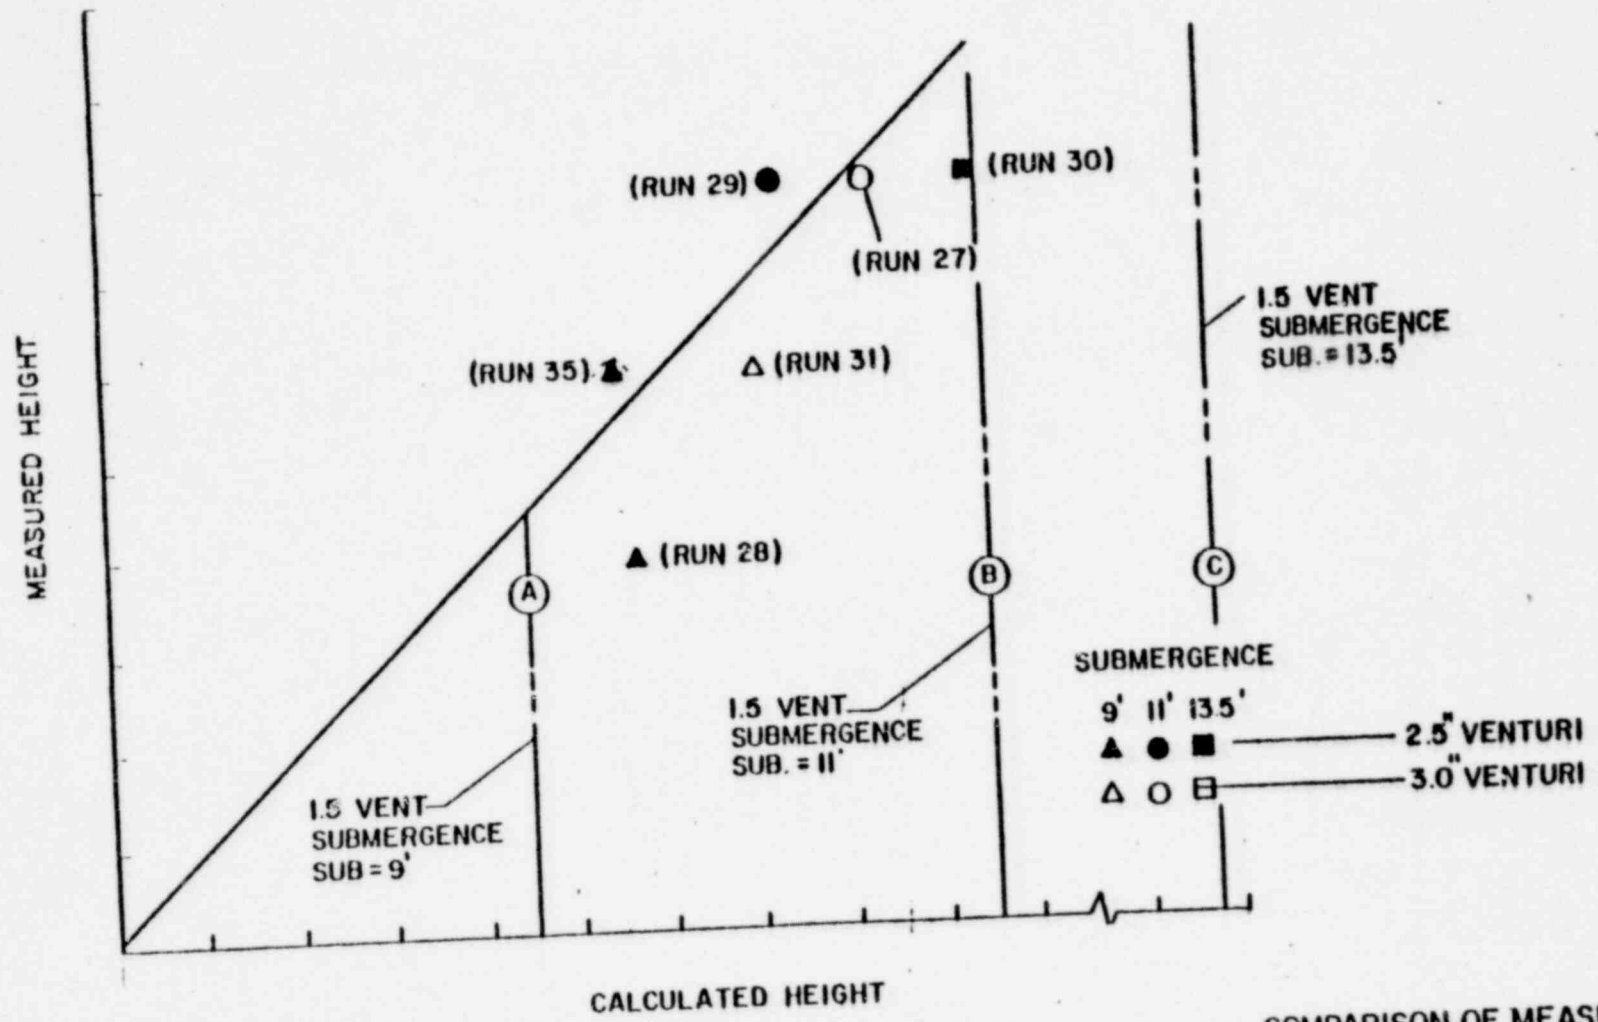 (RUN 29)
(RUN 30)
(RUN 27)
1.5 VENT
SUBMERGENCE
SUB. = 13.5'
(RUN 35)
(RUN 31)
MEASURED HEIGHT
(RUN 28)
A
B
C
SUBMERGENCE
9' 11' 13.5'
2.5" VENTURI
3.0" VENTURI
1.5 VENT
SUBMERGENCE
SUB. = 11'
1.5 VENT
SUBMERGENCE
SUB = 9'
CALCULATED HEIGHT
COMPARISON OF